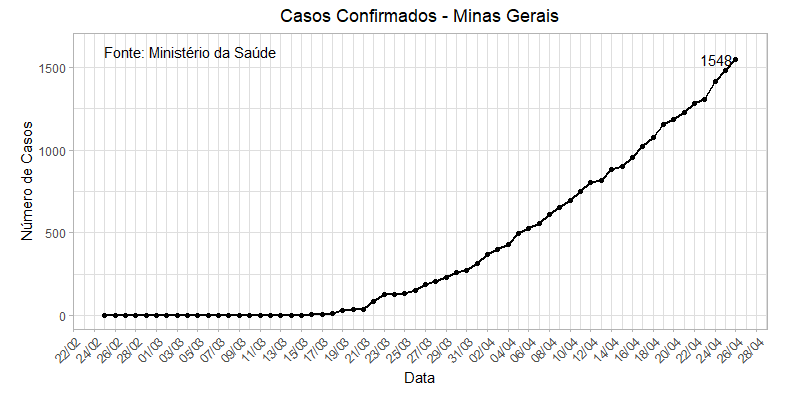 Casos Confirmados - Minas Gerais
Fonte: Ministério da Saúde
1548
Número de Casos
1500
1000
500
0
22/02 24/02 26/02 28/02 01/03 03/03 05/03 07/03 09/03 11/03 13/03 15/03 17/03 19/03 21/03 23/03 25/03 27/03 29/03 31/03 02/04 04/04 06/04 08/04 10/04 12/04 14/04 16/04 18/04 20/04 22/04 24/04 26/04 28/04
Data